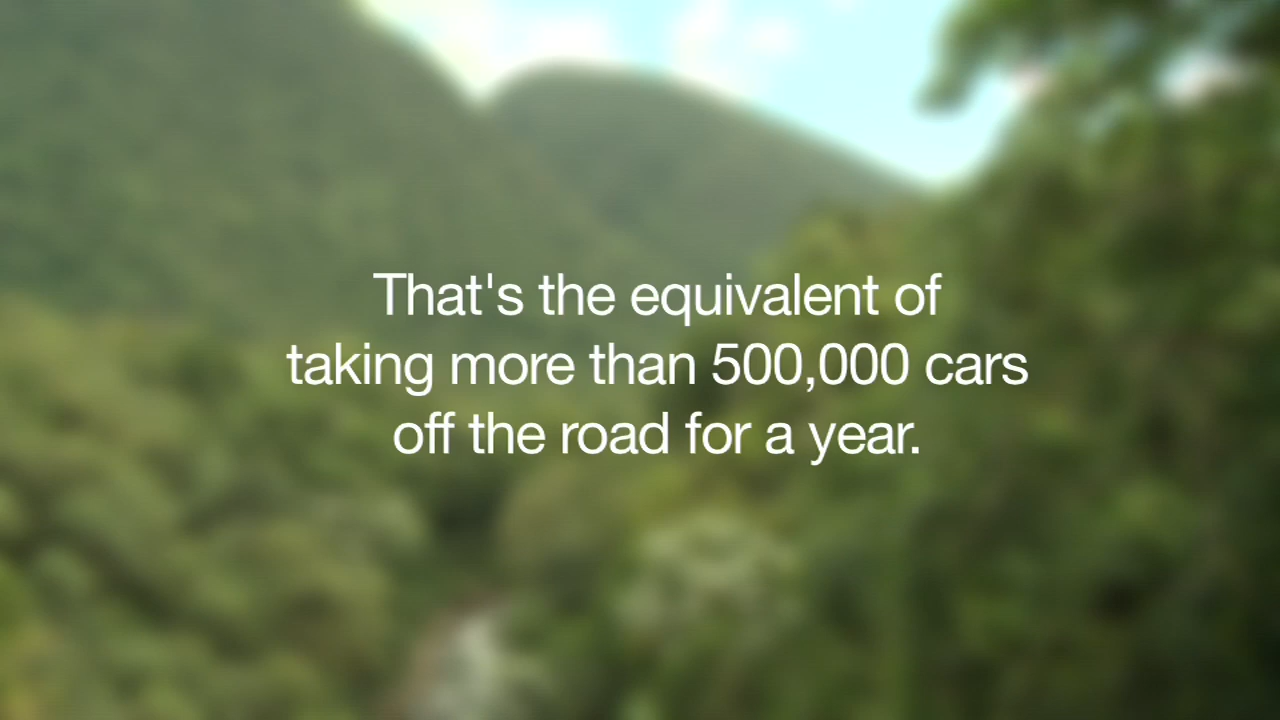 That's the equivalent of
taking more than 500,000 cars
off the road for a year.